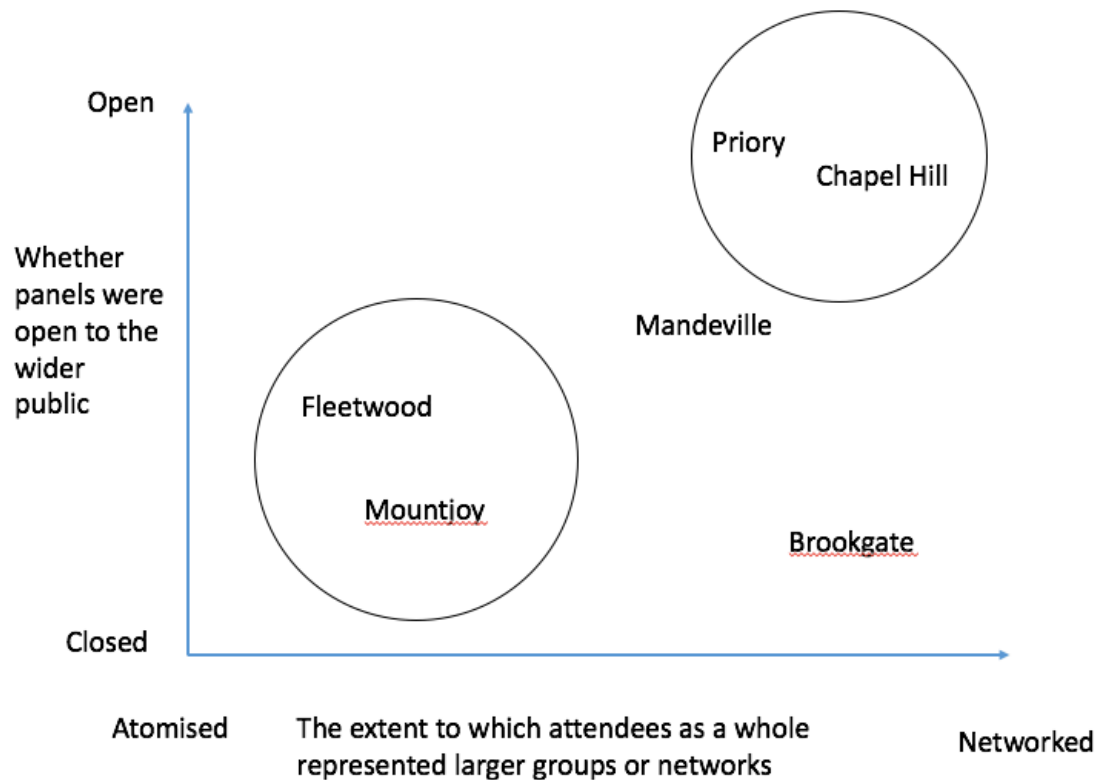 Open
Priory
Chapel Hill
Whether
panels were
open to the
wider
public
Mandeville
Fleetwood
Mountjoy
Brookgate
Closed
Atomised
The extent to which attendees as a whole
represented larger groups or networks
Networked